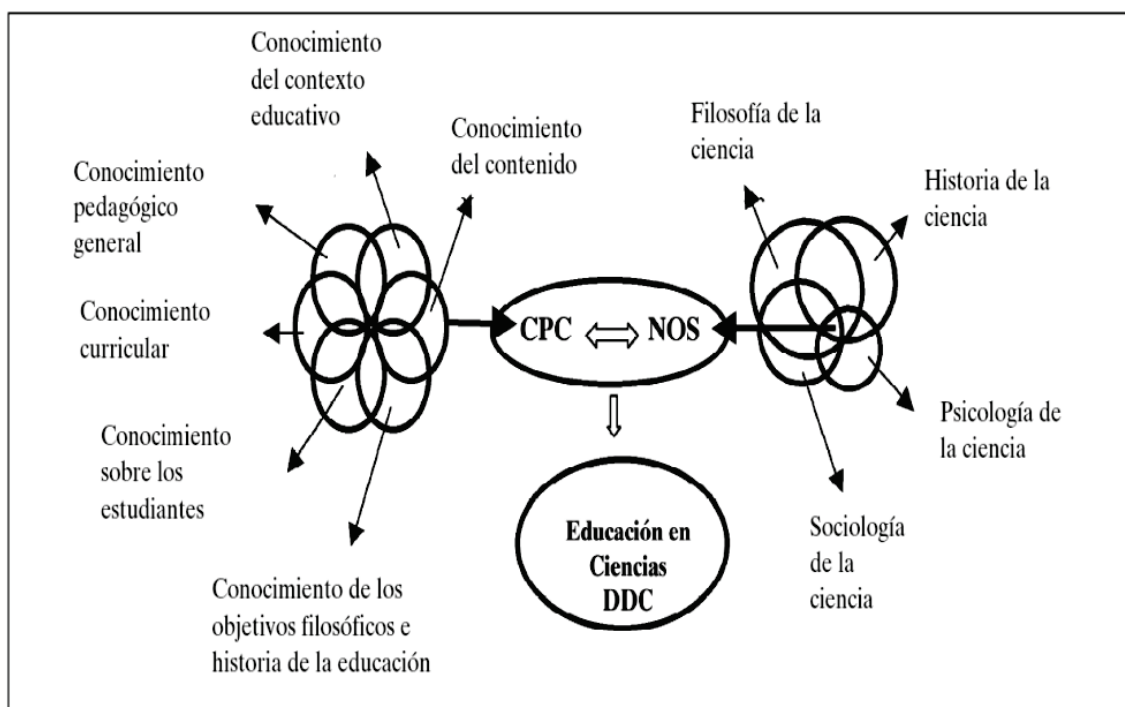 Conocimiento
del contexto
educativo
Conocimiento
del contenido
Filosofía de la
ciencia
Historia de la
ciencia
Conocimiento
pedagógico
general
Conocimiento
curricular
CPC
NOS
Conocimiento
sobre los
estudiantes
Psicología de
la ciencia
Educación en
Ciencias
DDC
Sociología
de la
ciencia
Conocimiento de los
objetivos filosóficos e
historia de la educación